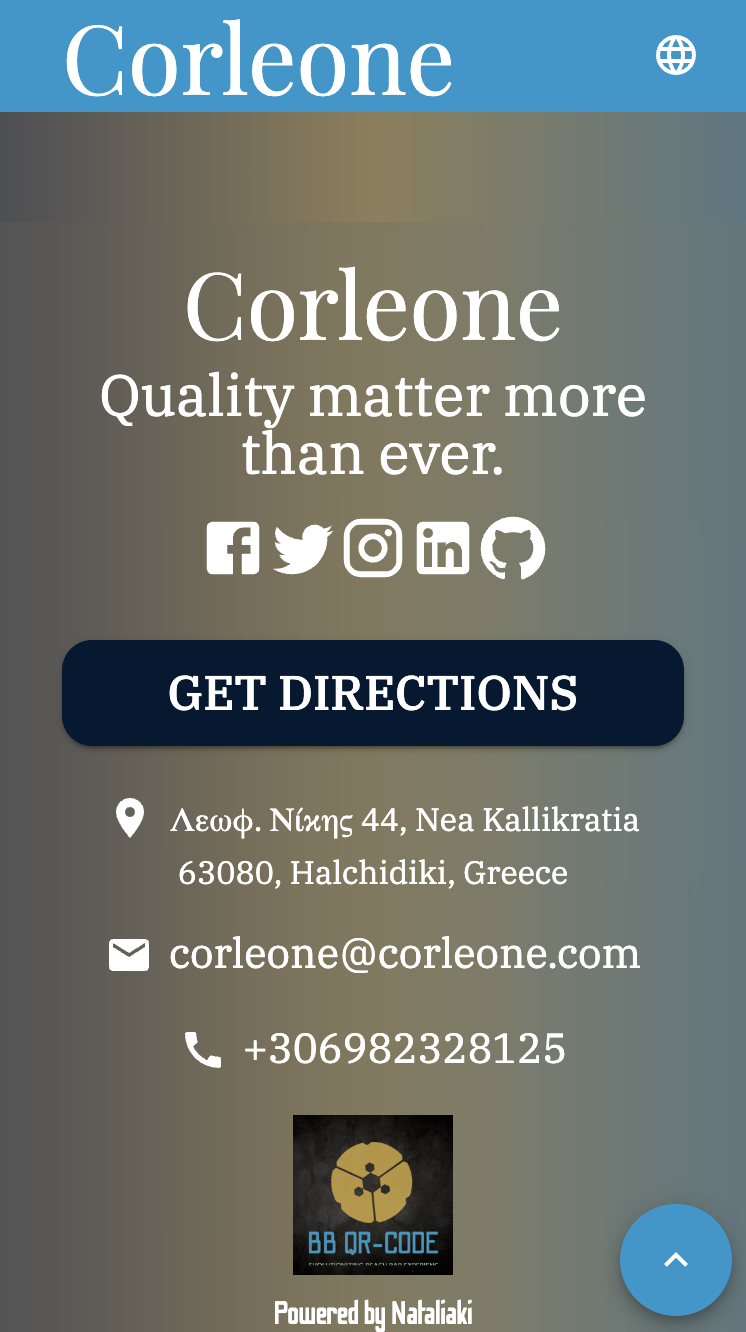 Corleone
Corleone
Quality matter more
than ever.
GET DIRECTIONS
Λεωφ. Νίκης 44, Nea Kallikratia
63080, Halchidiki, Greece
corleone@corleone.com
+306982328125
BB QR-CODE
Powered by Nataliaki